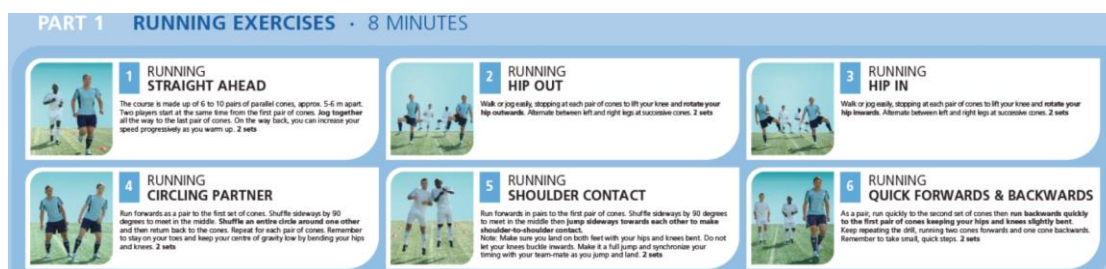 PART 1 RUNNING EXERCISES · 8 MINUTES
1 RUNNING
STRAIGHT AHEAD
The course is made up of 6 to 10 pairs of parallel cones, approx. 5-6 m apart.
Two players start at the same time from the first pair of cones. Jog together
all the way to the last pair of cones. On the way back, you can increase your
speed progressively as you warm up. 2 sets
2 RUNNING
HIP OUT
Walk or jog easily, stopping at each pair of cones to lift your knee and rotate your
hip outwards. Alternate between left and right legs at successive cones. 2 sets
3 RUNNING
HIP IN
Walk or jog easily, stopping at each pair of cones to lift your knee and rotate your
hip inwards. Alternate between left and right legs at successive cones. 2 sets
4 RUNNING
CIRCLING PARTNER
Run forwards as a pair to the first set of cones. Shuffle sideways by 90
degrees to meet in the middle. Shuffle an entire circle around one other
and then return back to the cones. Repeat for each pair of cones. Remember
to stay on your toes and keep your centre of gravity low by bending your hips
and knees. 2 sets
5 RUNNING
SHOULDER CONTACT
Run forwards in pairs to the first pair of cones. Shuffle sideways by 90 degrees
to meet in the middle then jump sideways towards each other to make
shoulder-to-shoulder contact.
Note: Make sure you land on both feet with your hips and knees bent. Do not
let your knees buckle inwards. Make it a full jump and synchronize your
timing with your team-mate as you jump and land. 2 sets
6 RUNNING
QUICK FORWARDS & BACKWARDS
As a pair, run quickly to the second set of cones then run backwards quickly
to the first pair of cones keeping your hips and knees slightly bent.
Keep repeating the drill, running two cones forwards and one cone backwards.
Remember to take small, quick steps. 2 sets